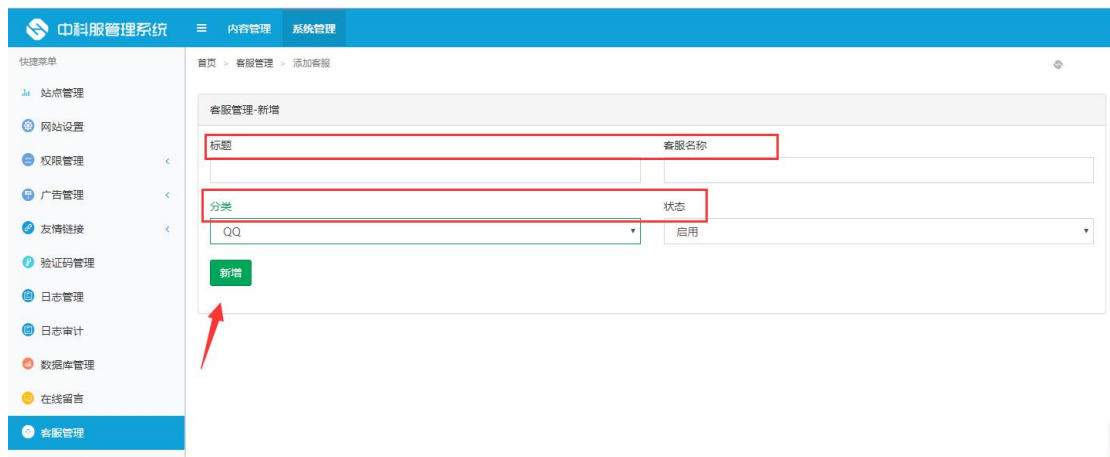 中科服管理系统
内容管理
系统管理
快捷菜单
首页 > 客服管理 > 添加客服
站点管理
客服管理-新增
网站设置
标题
客服名称
权限管理
广告管理
分类
状态
友情链接
QQ
启用
验证码管理
新增
日志管理
日志审计
数据库管理
在线留言
客服管理